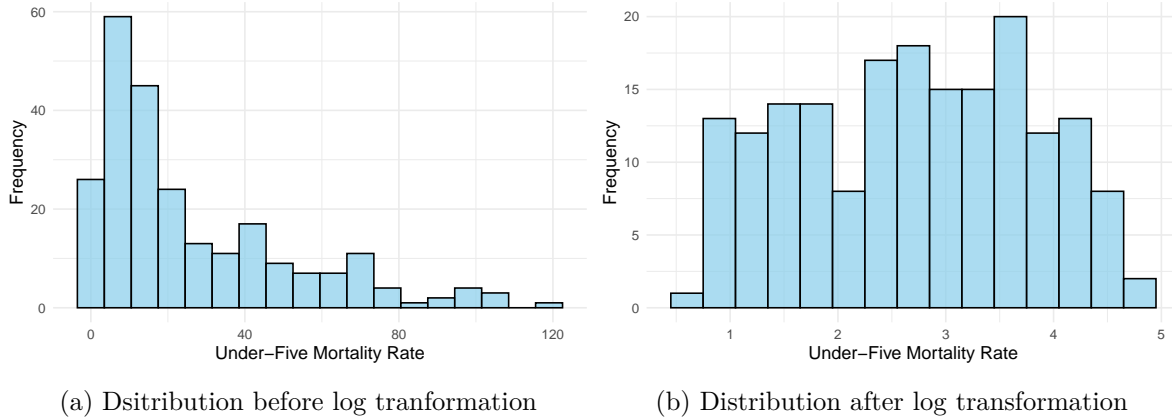 60
40
20
0
Frequency
0 40 80 120
Under−Five Mortality Rate
(a) Dsitribution before log tranformation
20
15
10
5
0
Frequency
1 2 3 4 5
Under−Five Mortality Rate
(b) Distribution after log transformation